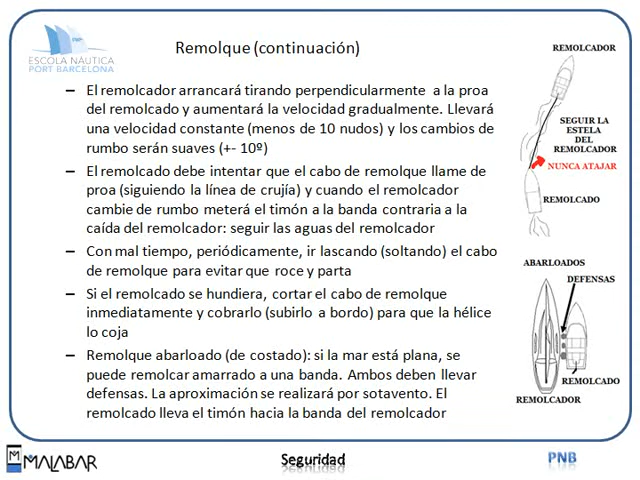 ESCOLA NÀUTICA
PORT BARCELONA
Remolque (continuación)
– El remolcador arrancará tirando perpendicularmente a la proa
del remolcado y aumentará la velocidad gradualmente. Llevará
una velocidad constante (menos de 10 nudos) y los cambios de
rumbo serán suaves (+- 10º)
– El remolcado debe intentar que el cabo de remolque llame de
proa (siguiendo la línea de crujía) y cuando el remolcador
cambie de rumbo meterá el timón a la banda contraria a la
caída del remolcador: seguir las aguas del remolcador
– Con mal tiempo, periódicamente, ir lascando (soltando) el cabo
de remolque para evitar que roce y parta
– Si el remolcado se hundiera, cortar el cabo de remolque
inmediatamente y cobrarlo (subirlo a bordo) para que la hélice
lo coja
– Remolque abarloado (de costado): si la mar está plana, se
puede remolcar amarrado a una banda. Ambos deben llevar
defensas. La aproximación se realizará por sotavento. El
remolcado lleva el timón hacia la banda del remolcador
REMOLCADOR
SEGUIR LA
ESTELA
DEL
REMOLCADOR
NUNCA ATAJAR
REMOLCADO
ABARLOADOS
DEFENSAS
REMOLCADO
REMOLCADOR
MALABAR
Seguridad
PNB